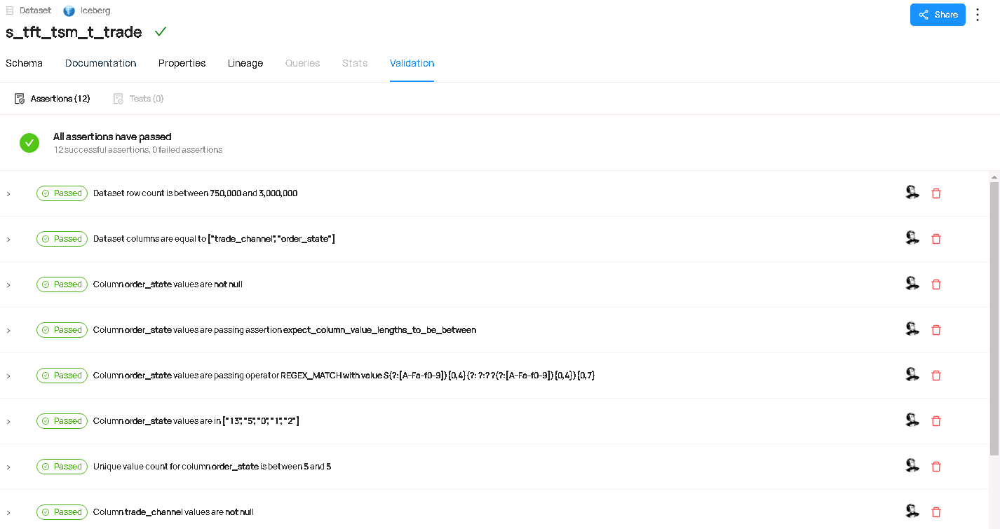 Dataset Iceberg
s_tft_tsm_t_trade
Share
Schema Documentation Properties Lineage Queries Stats Validation
Assertions (12) Tests (0)
All assertions have passed
12 successful assertions, 0 failed assertions
Passed Dataset row count is between 750,000 and 3,000,000
Passed Dataset columns are equal to ["trade_channel", "order_state"]
Passed Column order_state values are not null
Passed Column order_state values are passing assertion expect_column_value_lengths_to_be_between
Passed Column order_state values are passing operator REGEX_MATCH with value $(?:[A-Fa-f0-9]){0,4}(?: ?:? ?(?:[A-Fa-f0-9]){0,4}){0,7}
Passed Column order_state values are in ["13", "5", "0", "1", "2"]
Passed Unique value count for column order_state is between 5 and 5
Passed Column trade_channel values are not null